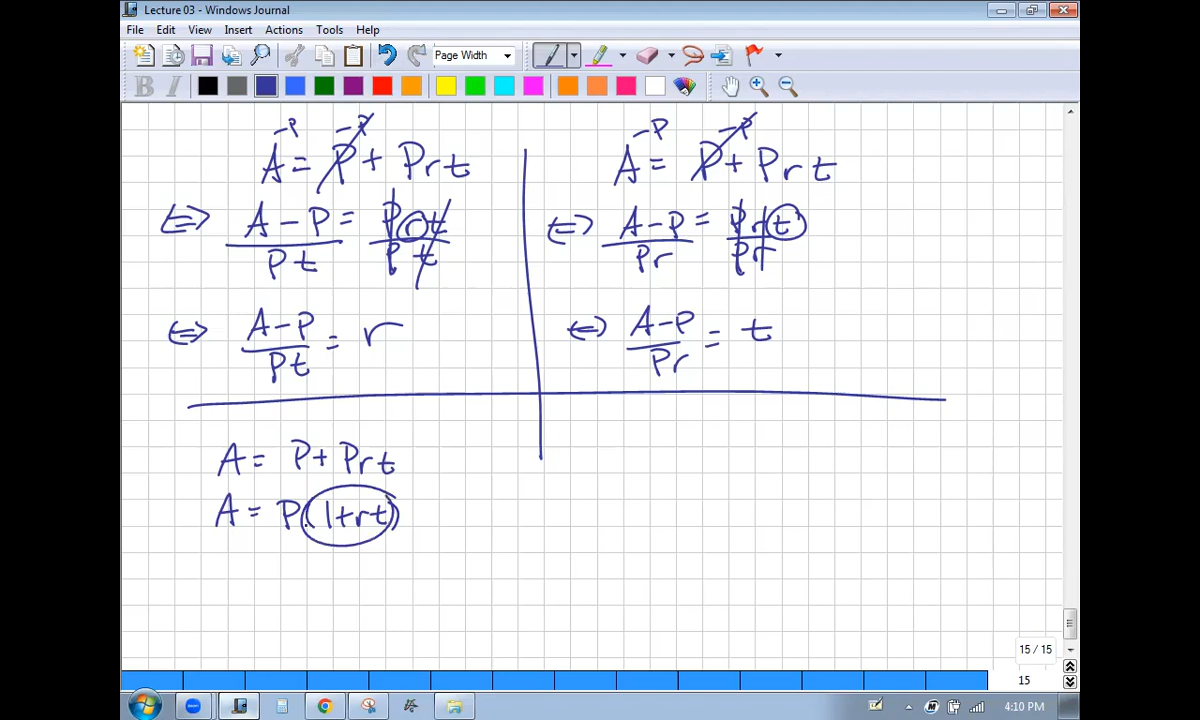 Lecture 03 - Windows Journal
File Edit View Insert Actions Tools Help
Page Width
B I
-P -P
A = P + Prt
⇔ A - P = Prt
Pt Pt
⇔ A-P = r
Pt
-P -P
A = P + Prt
⇔ A-P = Prt
Pr Pr
⇔ A-P = t
Pr
A = P + Prt
A = P(1+rt)
15 / 15
15
4:10 PM